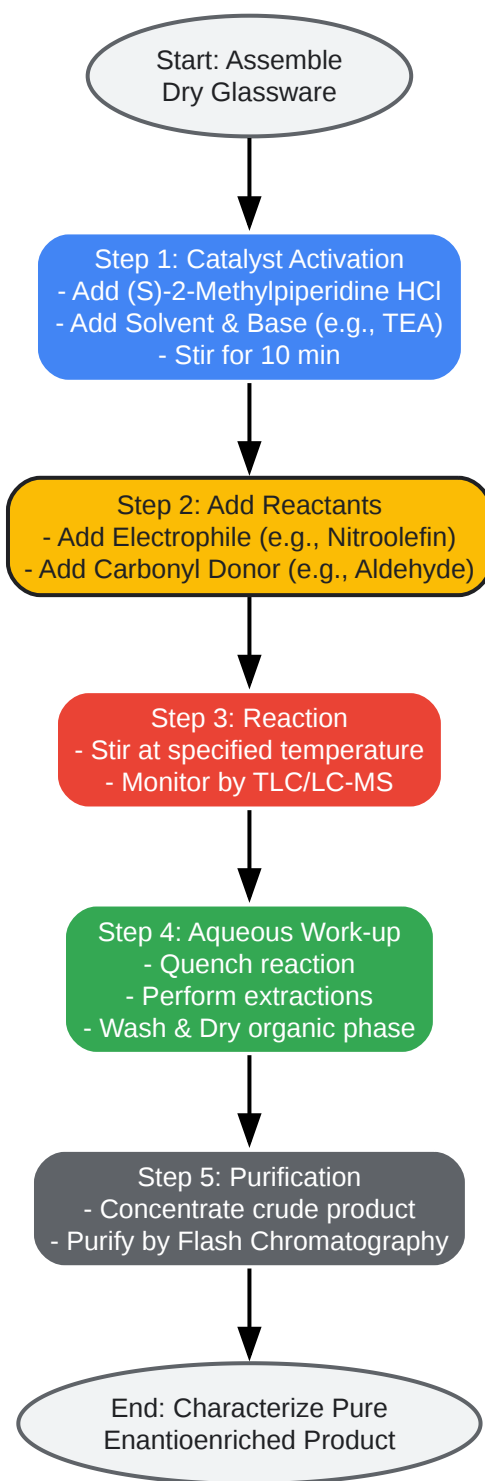 Start: Assemble
Dry Glassware
Step 1: Catalyst Activation
- Add (S)-2-Methylpiperidine HCl
- Add Solvent & Base (e.g., TEA)
- Stir for 10 min
Step 2: Add Reactants
- Add Electrophile (e.g., Nitroolefin)
- Add Carbonyl Donor (e.g., Aldehyde)
Step 3: Reaction
- Stir at specified temperature
- Monitor by TLC/LC-MS
Step 4: Aqueous Work-up
- Quench reaction
- Perform extractions
- Wash & Dry organic phase
Step 5: Purification
- Concentrate crude product
- Purify by Flash Chromatography
End: Characterize Pure
Enantioenriched Product